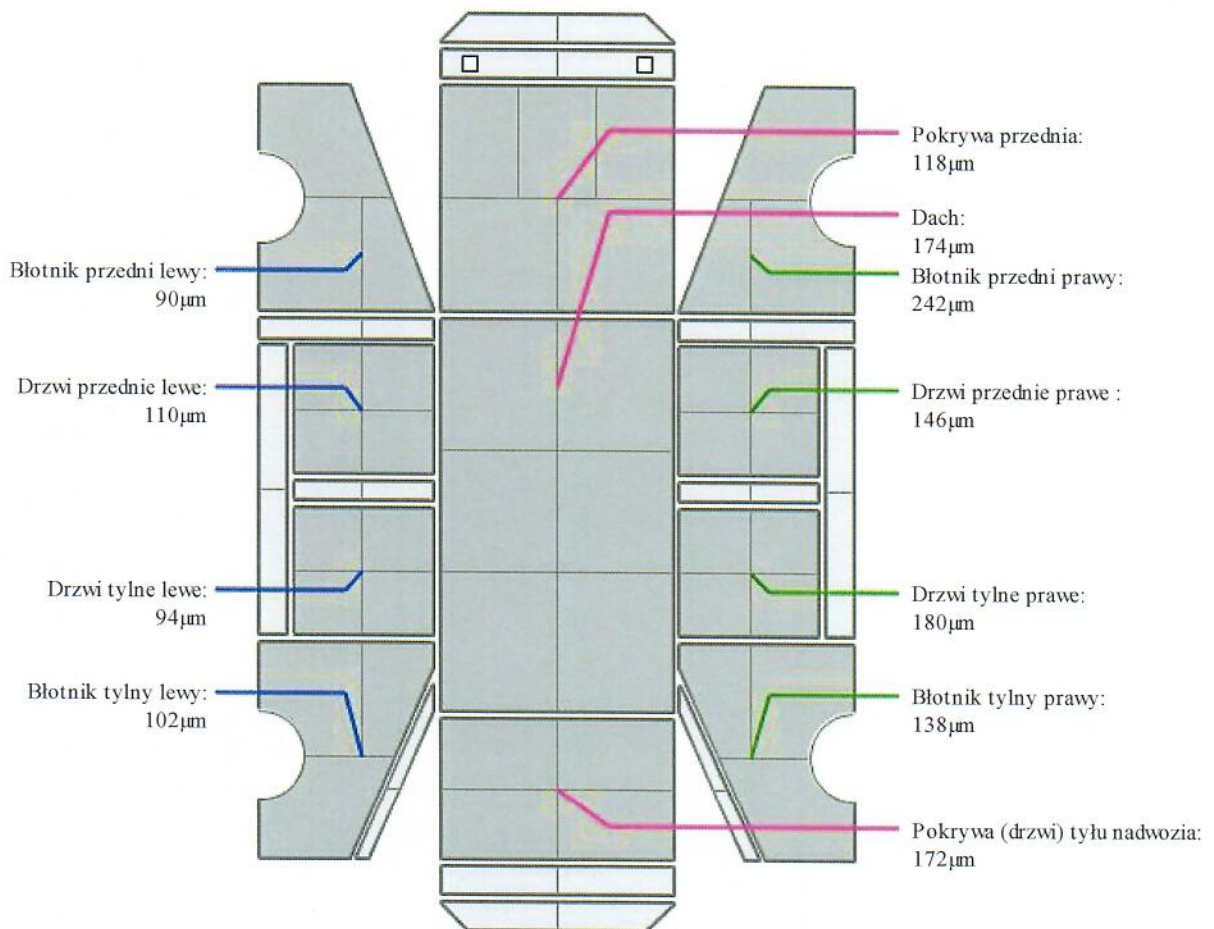 Pokrywa przednia:
118µm
Dach:
174µm
Błotnik przedni lewy:
90µm
Błotnik przedni prawy:
242µm
Drzwi przednie lewe:
110µm
Drzwi przednie prawe :
146µm
Drzwi tylne lewe:
94µm
Drzwi tylne prawe:
180µm
Błotnik tylny lewy:
102µm
Błotnik tylny prawy:
138µm
Pokrywa (drzwi) tyłu nadwozia:
172µm